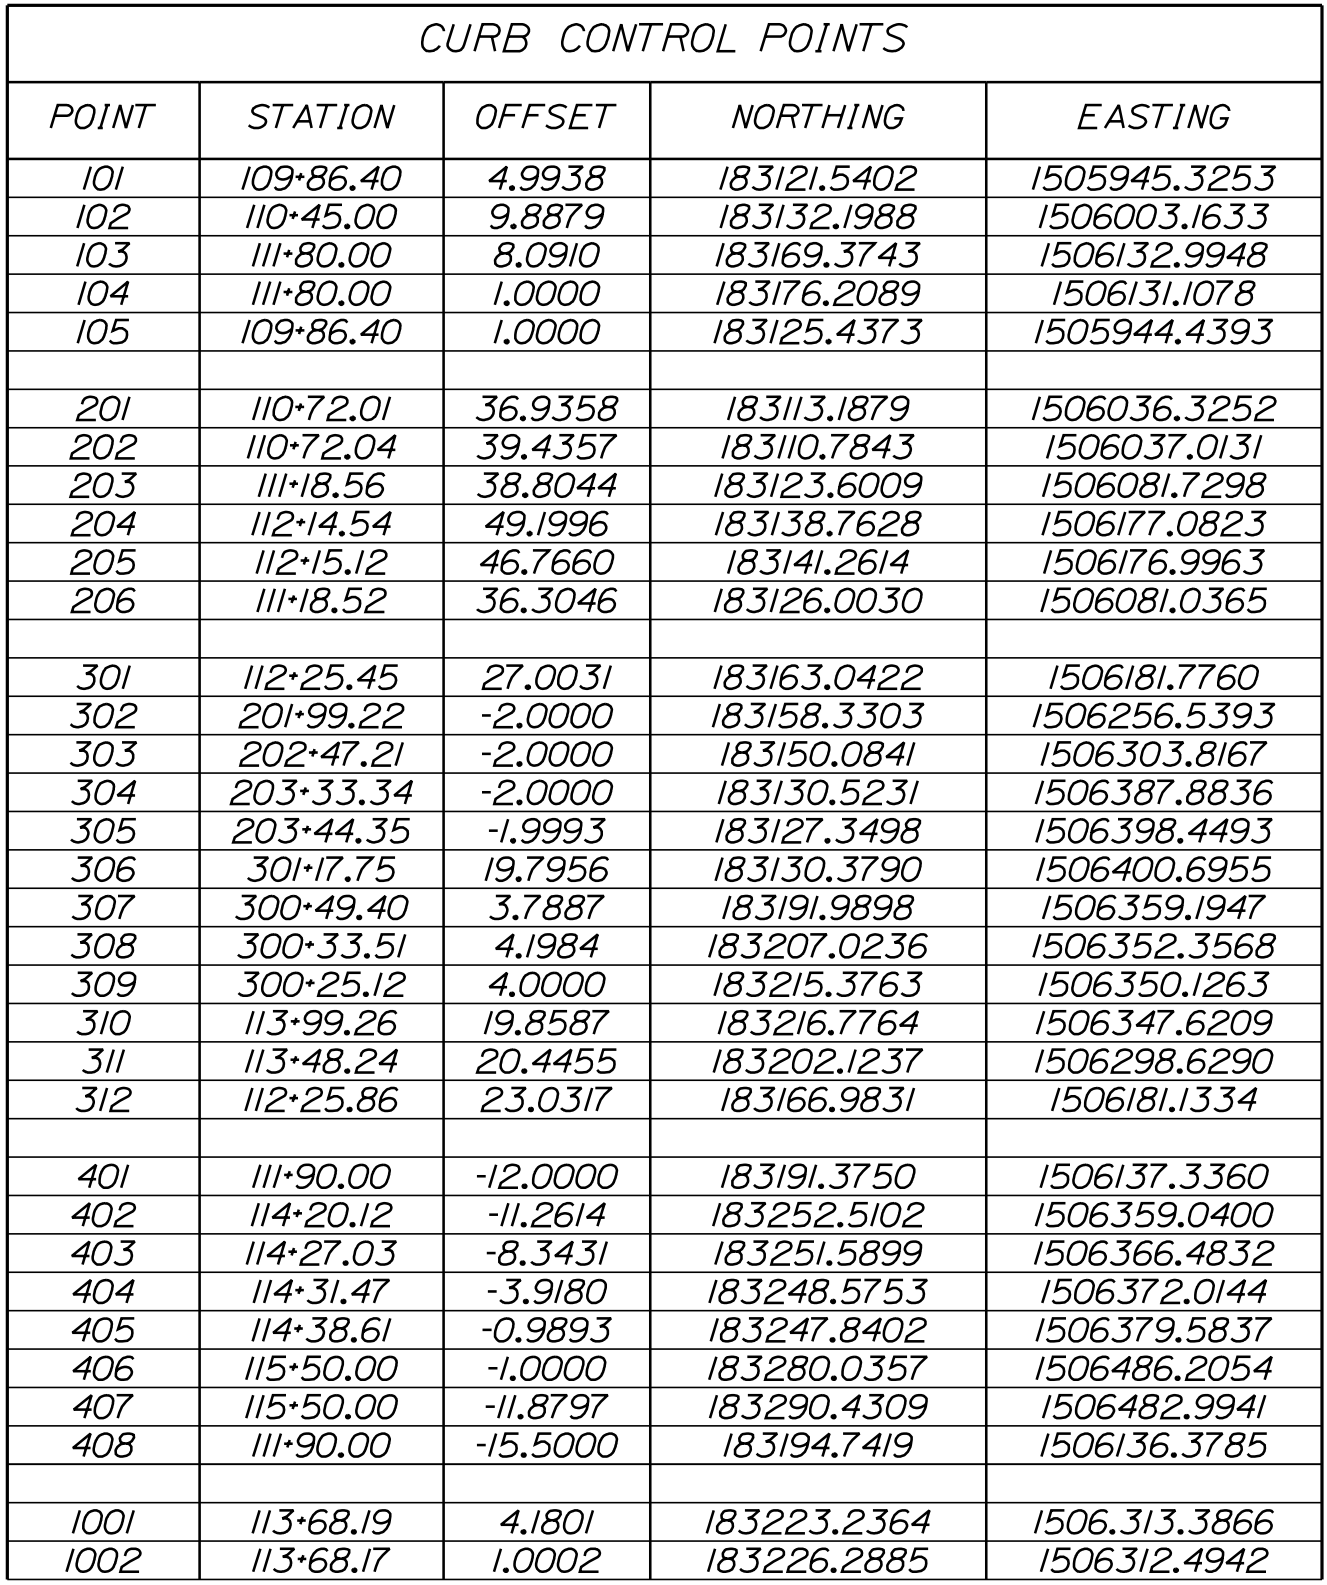 CURB CONTROL POINTS
POINT STATION OFFSET NORTHING EASTING
101 109+86.40 4.9938 183121.5402 1505945.3253
102 110+45.00 9.8879 183132.1988 1506003.1633
103 111+80.00 8.0910 183169.3743 1506132.9948
104 111+80.00 1.0000 183176.2089 1506131.1078
105 109+86.40 1.0000 183125.4373 1505944.4393
201 110+72.01 36.9358 183113.1879 1506036.3252
202 110+72.04 39.4357 183110.7843 1506037.0131
203 111+18.56 38.8044 183123.6009 1506081.7298
204 112+14.54 49.1996 183138.7628 1506177.0823
205 112+15.12 46.7660 183141.2614 1506176.9963
206 111+18.52 36.3046 183126.0030 1506081.0365
301 112+25.45 27.0031 183163.0422 1506181.7760
302 201+99.22 -2.0000 183158.3303 1506256.5393
303 202+47.21 -2.0000 183150.0841 1506303.8167
304 203+33.34 -2.0000 183130.5231 1506387.8836
305 203+44.35 -1.9993 183127.3498 1506398.4493
306 301+17.75 19.7956 183130.3790 1506400.6955
307 300+49.40 3.7887 183191.9898 1506359.1947
308 300+33.51 4.1984 183207.0236 1506352.3568
309 300+25.12 4.0000 183215.3763 1506350.1263
310 113+99.26 19.8587 183216.7764 1506347.6209
311 113+48.24 20.4455 183202.1237 1506298.6290
312 112+25.86 23.0317 183166.9831 1506181.1334
401 111+90.00 -12.0000 183191.3750 1506137.3360
402 114+20.12 -11.2614 183252.5102 1506359.0400
403 114+27.03 -8.3431 183251.5899 1506366.4832
404 114+31.47 -3.9180 183248.5753 1506372.0144
405 114+38.61 -0.9893 183247.8402 1506379.5837
406 115+50.00 -1.0000 183280.0357 1506486.2054
407 115+50.00 -11.8797 183290.4309 1506482.9941
408 111+90.00 -15.5000 183194.7419 1506136.3785
1001 113+68.19 4.1801 183223.2364 1506.313.3866
1002 113+68.17 1.0002 183226.2885 1506312.4942